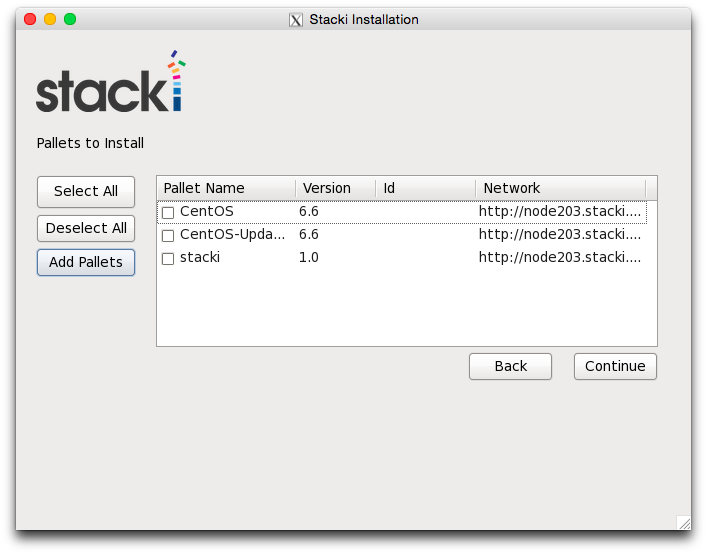 Stacki Installation
stacki
Pallets to Install
Select All
Deselect All
Add Pallets
Pallet Name Version Id Network
CentOS 6.6 http://node203.stacki....
CentOS-Upda... 6.6 http://node203.stacki....
stacki 1.0 http://node203.stacki....
Back Continue